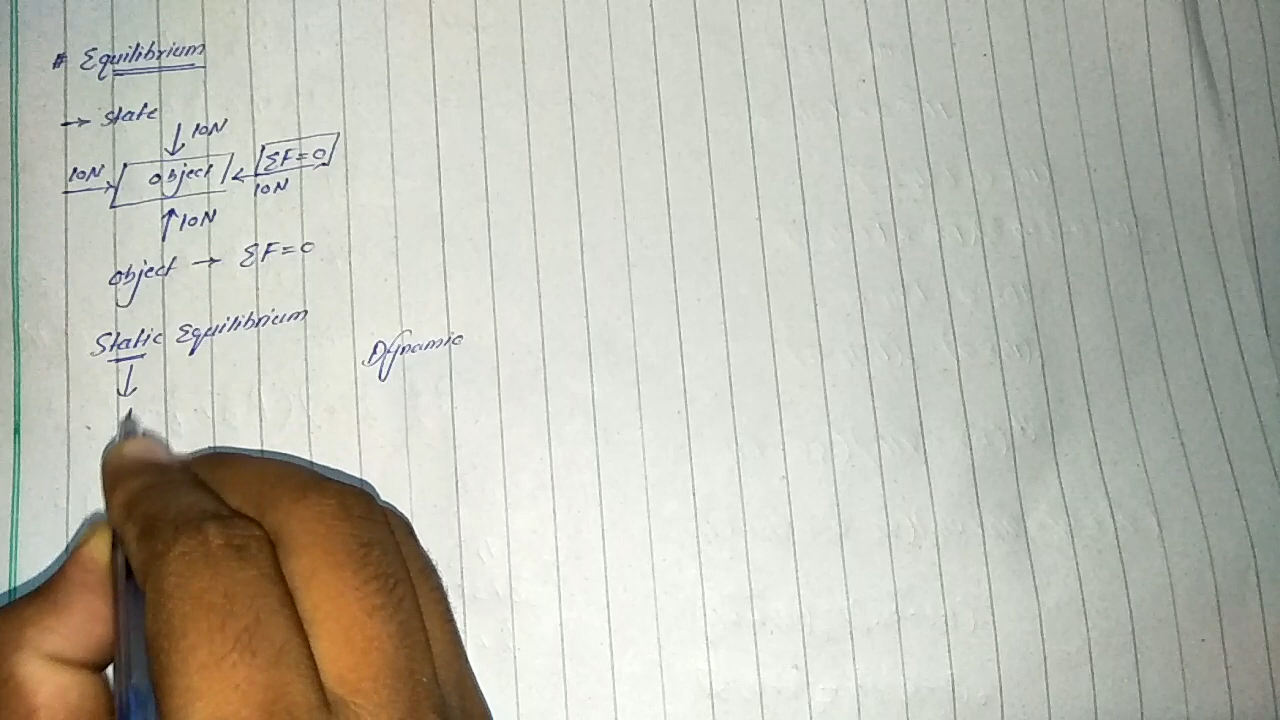 # Equilibrium
→ State
↓ 10N
10N → object ← 10N
ΣF=0
↑ 10N
object → ΣF=0
Static Equilibrium
Dynamic
↓